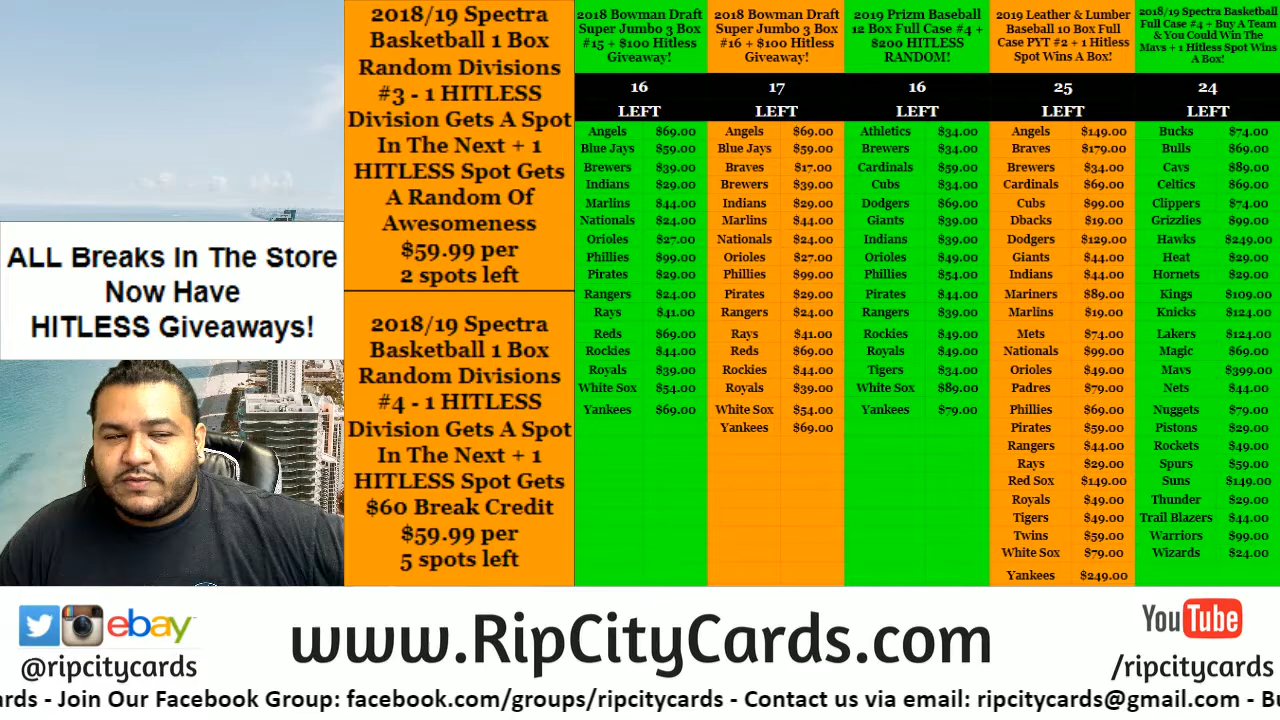 2018/19 Spectra
Basketball 1 Box
Random Divisions
#3 - 1 HITLESS
Division Gets A Spot
In The Next + 1
HITLESS Spot Gets
A Random Of
Awesomeness
$59.99 per
2 spots left
2018/19 Spectra
Basketball 1 Box
Random Divisions
#4 - 1 HITLESS
Division Gets A Spot
In The Next + 1
HITLESS Spot Gets
$60 Break Credit
$59.99 per
5 spots left
ALL Breaks In The Store
Now Have
HITLESS Giveaways!
2018 Bowman Draft
Super Jumbo 3 Box
#15 + $100 Hitless
Giveaway!
16
LEFT
Angels $69.00
Blue Jays $59.00
Brewers $39.00
Indians $29.00
Marlins $44.00
Nationals $24.00
Orioles $27.00
Phillies $99.00
Pirates $29.00
Rangers $24.00
Rays $41.00
Reds $69.00
Rockies $44.00
Royals $39.00
White Sox $54.00
Yankees $69.00
2018 Bowman Draft
Super Jumbo 3 Box
#16 + $100 Hitless
Giveaway!
17
LEFT
Angels $69.00
Blue Jays $59.00
Braves $17.00
Brewers $39.00
Indians $29.00
Marlins $44.00
Nationals $24.00
Orioles $27.00
Phillies $99.00
Pirates $29.00
Rangers $24.00
Rays $41.00
Reds $69.00
Rockies $44.00
Royals $39.00
White Sox $54.00
Yankees $69.00
2019 Prizm Baseball
12 Box Full Case #4 +
$200 HITLESS
RANDOM!
16
LEFT
Athletics $34.00
Brewers $34.00
Cardinals $59.00
Cubs $34.00
Dodgers $69.00
Giants $39.00
Indians $39.00
Orioles $49.00
Phillies $54.00
Pirates $44.00
Rangers $39.00
Rockies $49.00
Royals $49.00
Tigers $34.00
White Sox $89.00
Yankees $79.00
2019 Leather & Lumber
Baseball 10 Box Full
Case PYT #2 + 1 Hitless
Spot Wins A Box!
25
LEFT
Angels $149.00
Braves $179.00
Brewers $34.00
Cardinals $69.00
Cubs $99.00
Dbacks $19.00
Dodgers $129.00
Giants $44.00
Indians $44.00
Mariners $89.00
Marlins $19.00
Mets $74.00
Nationals $99.00
Orioles $49.00
Padres $79.00
Phillies $69.00
Pirates $59.00
Rangers $44.00
Rays $29.00
Red Sox $149.00
Royals $49.00
Tigers $49.00
Twins $59.00
White Sox $79.00
Yankees $249.00
2018/19 Spectra Basketball
Full Case #4 + Buy A Team
& You Could Win The
Mavs + 1 Hitless Spot Wins
A Box!
24
LEFT
Bucks $74.00
Bulls $69.00
Cavs $89.00
Celtics $69.00
Clippers $74.00
Grizzlies $99.00
Hawks $249.00
Heat $29.00
Hornets $29.00
Kings $109.00
Knicks $124.00
Lakers $124.00
Magic $69.00
Mavs $399.00
Nets $44.00
Nuggets $79.00
Pistons $29.00
Rockets $49.00
Spurs $59.00
Suns $149.00
Thunder $29.00
Trail Blazers $44.00
Warriors $99.00
Wizards $24.00
ebay
@ripcitycards
www.RipCityCards.com
YouTube
/ripcitycards
ards - Join Our Facebook Group: facebook.com/groups/ripcitycards - Contact us via email: ripcitycards@gmail.com - Bu